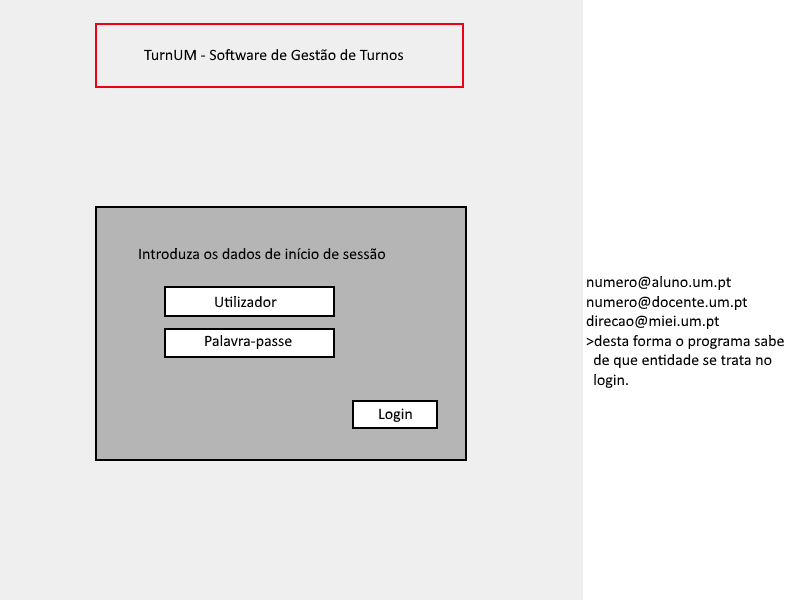 TurnUM - Software de Gestão de Turnos
Introduza os dados de início de sessão
Utilizador
Palavra-passe
Login
numero@aluno.um.pt
numero@docente.um.pt
direcao@miei.um.pt
>desta forma o programa sabe
de que entidade se trata no
login.